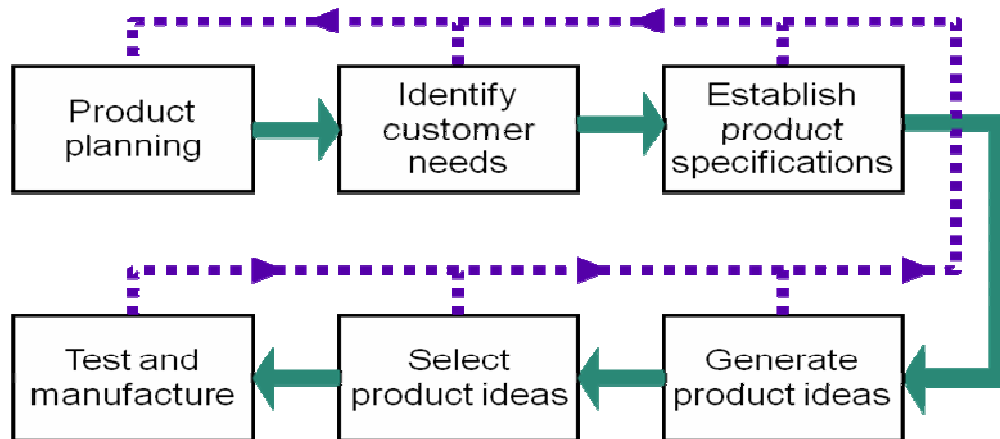 Product
planning
Identify
customer
needs
Establish
product
specifications
Test and
manufacture
Select
product ideas
Generate
product ideas